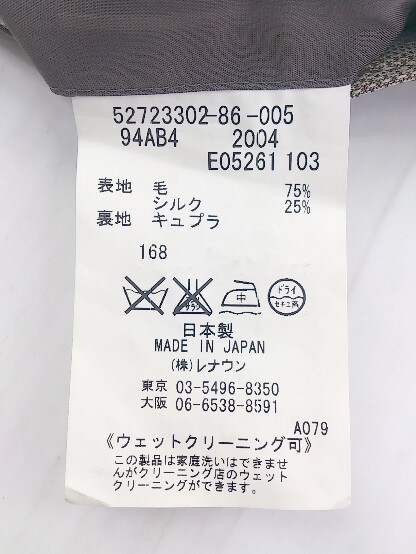 52723302-86-005
94AB4 2004
E05261 103
表地 毛 75%
シルク 25%
裏地 キュプラ
168
中 ドライ
サラシ セキユ系
日本製
MADE IN JAPAN
(株)レナウン
東京 03-5496-8350
大阪 06-6538-8591
A079
《ウェットクリーニング可》
この製品は家庭洗いはできませ
んがクリーニング店のウェット
クリーニングができます。